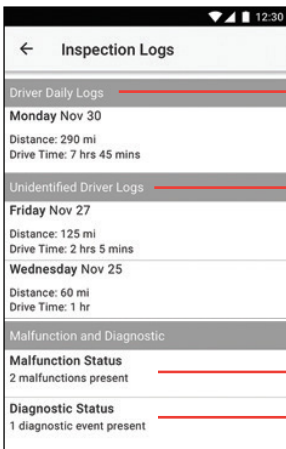 12:30
Inspection Logs
Driver Daily Logs
Monday Nov 30
Distance: 290 mi
Drive Time: 7 hrs 45 mins
Unidentified Driver Logs
Friday Nov 27
Distance: 125 mi
Drive Time: 2 hrs 5 mins
Wednesday Nov 25
Distance: 60 mi
Drive Time: 1 hr
Malfunction and Diagnostic
Malfunction Status
2 malfunctions present
Diagnostic Status
1 diagnostic event present